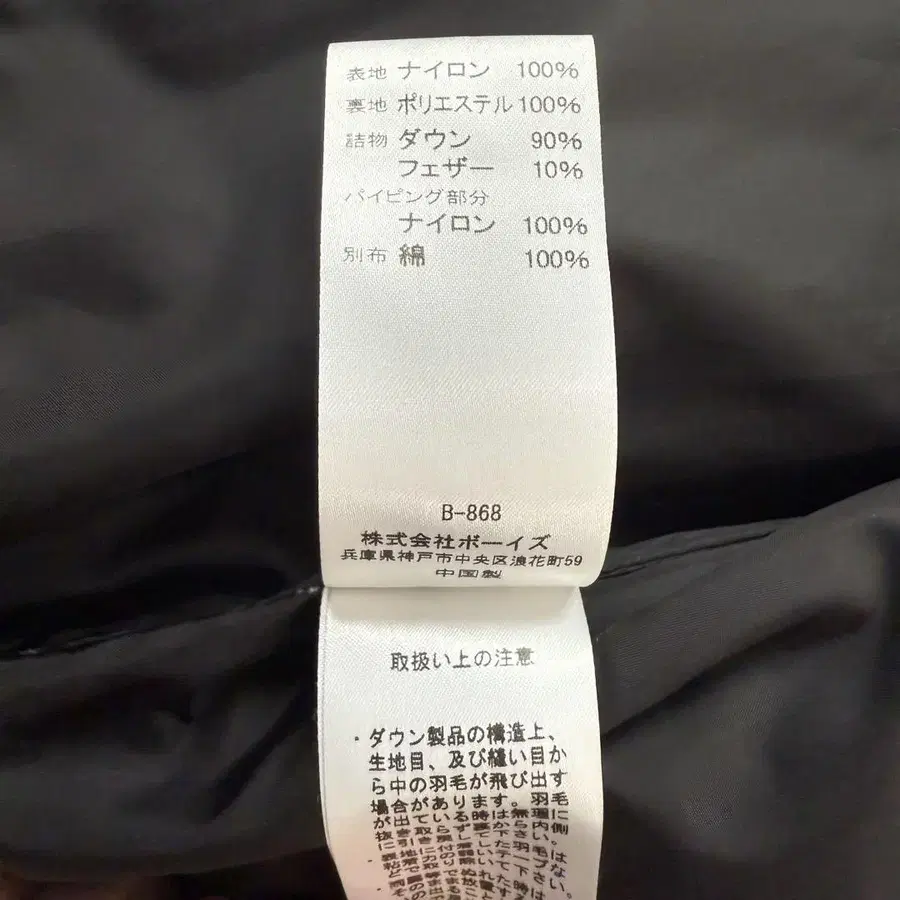 表地 ナイロン 100%
裏地 ポリエステル 100%
詰物 ダウン 90%
フェザー 10%
パイピング部分
ナイロン 100%
別布 綿 100%
B-868
株式会社ボーイズ
兵庫県神戸市中央区浪花町59
中国製
取扱い上の注意
・ダウン製品の構造上、
生地目、及び縫い目か
ら中の羽毛が飛び出す
場合があります。羽毛